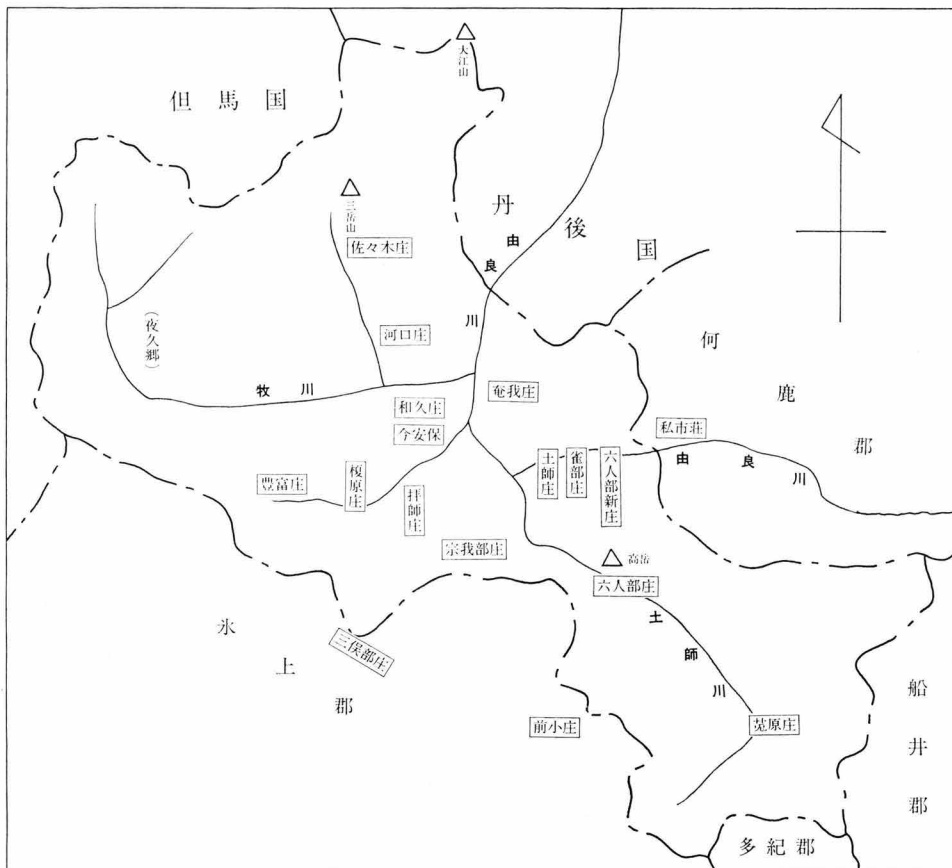 大江山
但馬国
三岳山
丹後国
由良川
佐々木庄
何鹿郡
(夜久郷)
河口庄
牧川
奄我庄
和久庄
今安保
私市荘
由良川
土師庄
雀部庄
六人部新庄
豊富庄
榎原庄
拝師庄
宗我部庄
高岳
六人部庄
氷上郡
三俣部庄
土師川
船井郡
前小庄
莵原庄
多紀郡